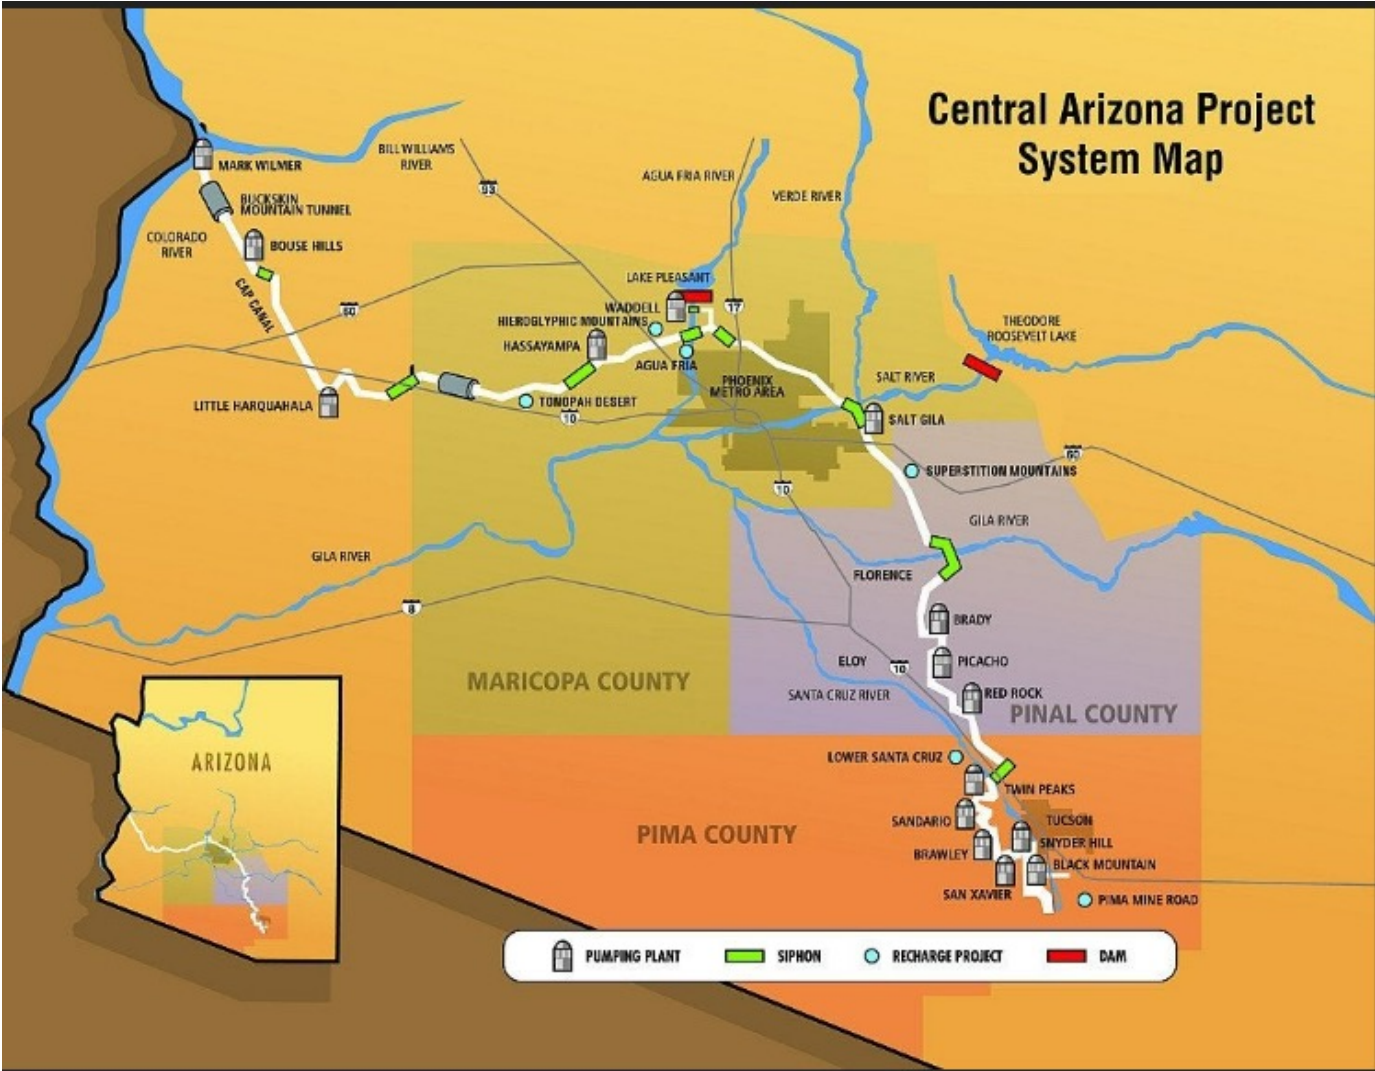 Central Arizona Project
System Map
BILL WILLIAMS
RIVER
93
MARK WILMER
AGUA FRIA RIVER
VERDE RIVER
BUCKSKIN
MOUNTAIN TUNNEL
COLORADO
RIVER
BOUSE HILLS
CAP CANAL
60
LAKE PLEASANT
WADDELL
17
HIEROGLYPHIC MOUNTAINS
HASSAYAMPA
AGUA FRIA
THEODORE
ROOSEVELT LAKE
PHOENIX
METRO AREA
SALT RIVER
LITTLE HARQUAHALA
TONOPAH DESERT
10
SALT GILA
60
SUPERSTITION MOUNTAINS
10
GILA RIVER
GILA RIVER
FLORENCE
8
BRADY
ELOY
10
PICACHO
MARICOPA COUNTY
SANTA CRUZ RIVER
RED ROCK
PINAL COUNTY
ARIZONA
LOWER SANTA CRUZ
TWIN PEAKS
SANDARIO
TUCSON
PIMA COUNTY
SNYDER HILL
BRAWLEY
BLACK MOUNTAIN
SAN XAVIER
PIMA MINE ROAD
PUMPING PLANT
SIPHON
RECHARGE PROJECT
DAM